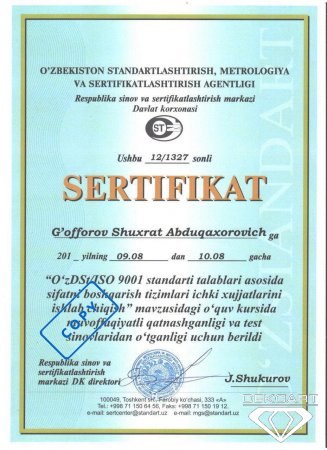 O'ZBEKISTON STANDARTLASHTIRISH, METROLOGIYA
VA SERTIFIKATLASHTIRISH AGENTLIGI
Respublika sinov va sertifikatlashtirish markazi
Davlat korxonasi
ST
Ushbu 12/1327 sonli
SERTIFIKAT
G'offorov Shuxrat Abduqaxorovich ga
201_ yilning 09.08 dan 10.08 gacha
"O'zDSt/ISO 9001 standarti talablari asosida
sifatni boshqarish tizimlari ichki xujjatlarini
ishlab chiqish" mavzusidagi o'quv kursida
muvoffaqiyatli qatnashganligi va test
sinovlaridan o'tganligi uchun berildi
Respublika sinov va
sertifikatlashtirish
markazi DK direktori
J.Shukurov
100049, Toshkent sh., Farobiy ko'chasi, 333 «A»
Tel.: +998 71 150 64 56, Faks: +998 71 150 19 12.
e-mail: sertcenter@standart.uz e-mail: mgs@standart.uz
DEKOART